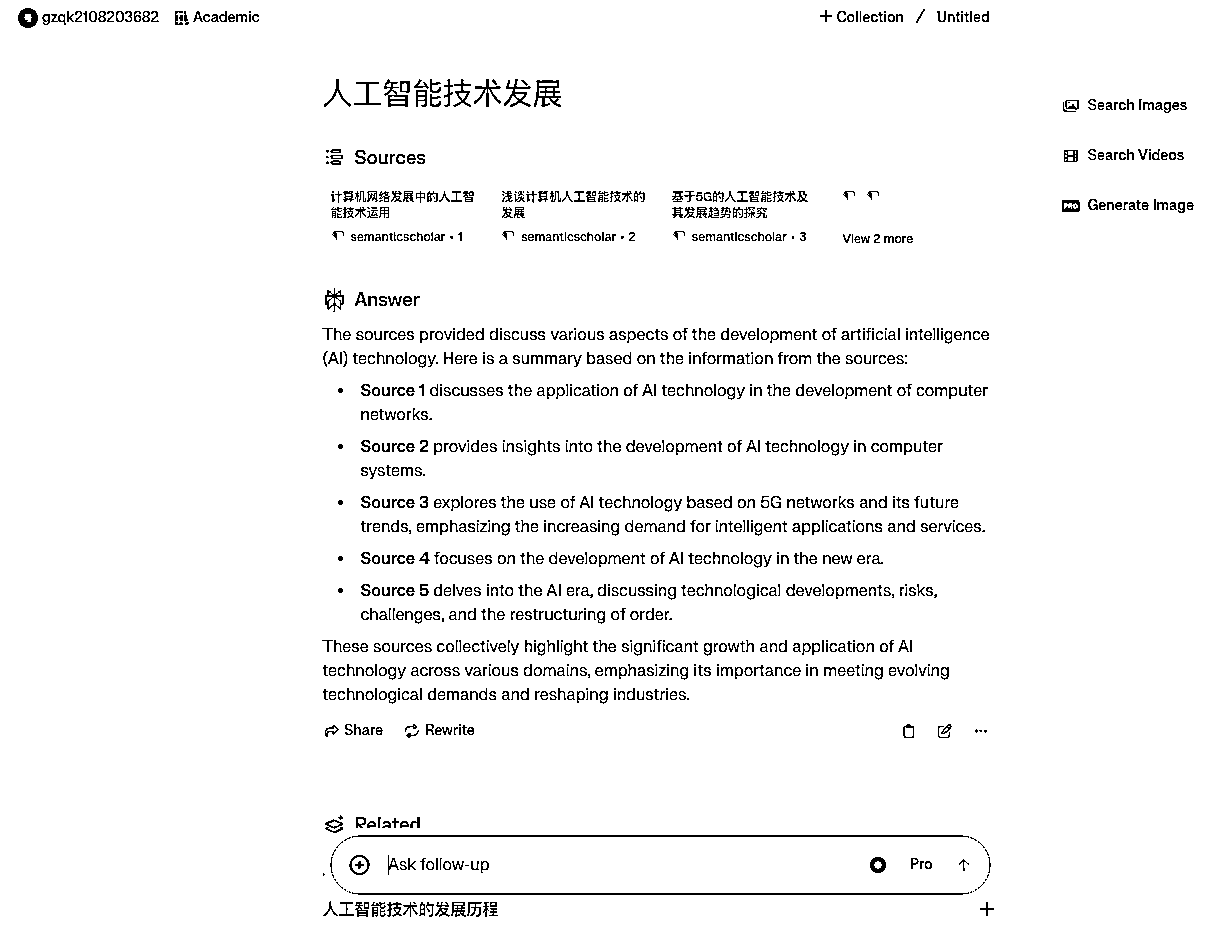 gzqk2108203682 Academic + Collection / Untitled
人工智能技术发展
Search Images
Search Videos
PRO Generate Image
Sources
计算机网络发展中的人工智
能技术运用
semanticscholar • 1
浅谈计算机人工智能技术的
发展
semanticscholar • 2
基于5G的人工智能技术及
其发展趋势的探究
semanticscholar • 3
View 2 more
Answer
The sources provided discuss various aspects of the development of artificial intelligence
(AI) technology. Here is a summary based on the information from the sources:
• Source 1 discusses the application of AI technology in the development of computer
networks.
• Source 2 provides insights into the development of AI technology in computer
systems.
• Source 3 explores the use of AI technology based on 5G networks and its future
trends, emphasizing the increasing demand for intelligent applications and services.
• Source 4 focuses on the development of AI technology in the new era.
• Source 5 delves into the AI era, discussing technological developments, risks,
challenges, and the restructuring of order.
These sources collectively highlight the significant growth and application of AI
technology across various domains, emphasizing its importance in meeting evolving
technological demands and reshaping industries.
Share Rewrite
Related
Ask follow-up Pro
人工智能技术的发展历程